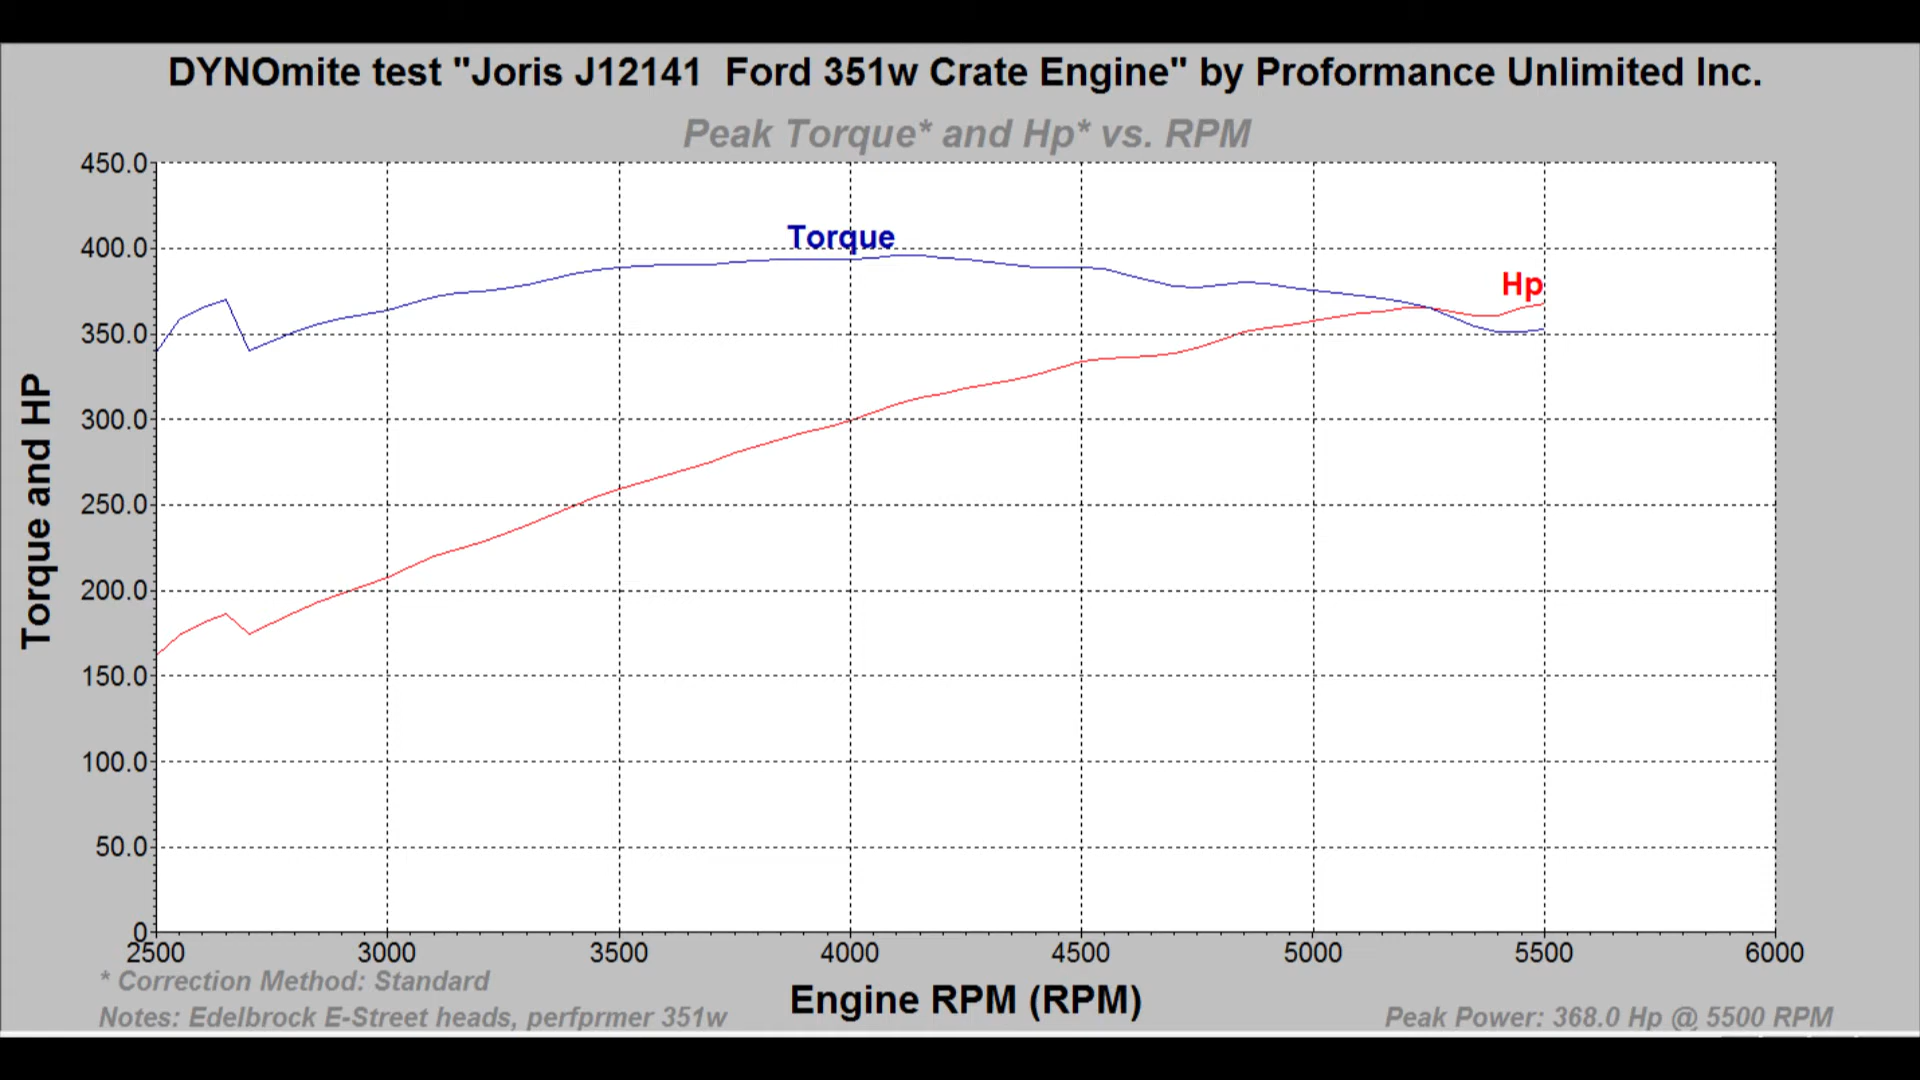 DYNOmite test "Joris J12141  Ford 351w Crate Engine" by Proformance Unlimited Inc.
Peak Torque* and Hp* vs. RPM
450.0
400.0
350.0
300.0
250.0
200.0
150.0
100.0
50.0
0
Torque and HP
Torque
Hp
2500 3000 3500 4000 4500 5000 5500 6000
* Correction Method: Standard
Engine RPM (RPM)
Notes: Edelbrock E-Street heads, perfprmer 351w
Peak Power: 368.0 Hp @ 5500 RPM